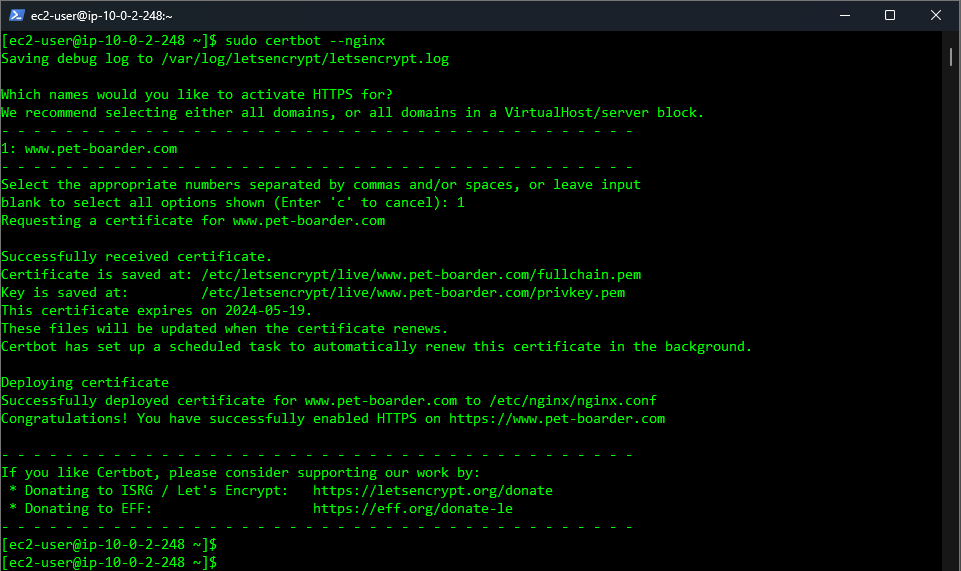 ec2-user@ip-10-0-2-248:~
[ec2-user@ip-10-0-2-248 ~]$ sudo certbot --nginx
Saving debug log to /var/log/letsencrypt/letsencrypt.log
Which names would you like to activate HTTPS for?
We recommend selecting either all domains, or all domains in a VirtualHost/server block.
- - - - - - - - - - - - - - - - - - - - - - - - - - - - - - - - - - - - - - - -
1: www.pet-boarder.com
- - - - - - - - - - - - - - - - - - - - - - - - - - - - - - - - - - - - - - - -
Select the appropriate numbers separated by commas and/or spaces, or leave input
blank to select all options shown (Enter 'c' to cancel): 1
Requesting a certificate for www.pet-boarder.com
Successfully received certificate.
Certificate is saved at: /etc/letsencrypt/live/www.pet-boarder.com/fullchain.pem
Key is saved at:         /etc/letsencrypt/live/www.pet-boarder.com/privkey.pem
This certificate expires on 2024-05-19.
These files will be updated when the certificate renews.
Certbot has set up a scheduled task to automatically renew this certificate in the background.
Deploying certificate
Successfully deployed certificate for www.pet-boarder.com to /etc/nginx/nginx.conf
Congratulations! You have successfully enabled HTTPS on https://www.pet-boarder.com
- - - - - - - - - - - - - - - - - - - - - - - - - - - - - - - - - - - - - - - -
If you like Certbot, please consider supporting our work by:
 * Donating to ISRG / Let's Encrypt:   https://letsencrypt.org/donate
 * Donating to EFF:                    https://eff.org/donate-le
- - - - - - - - - - - - - - - - - - - - - - - - - - - - - - - - - - - - - - - -
[ec2-user@ip-10-0-2-248 ~]$
[ec2-user@ip-10-0-2-248 ~]$